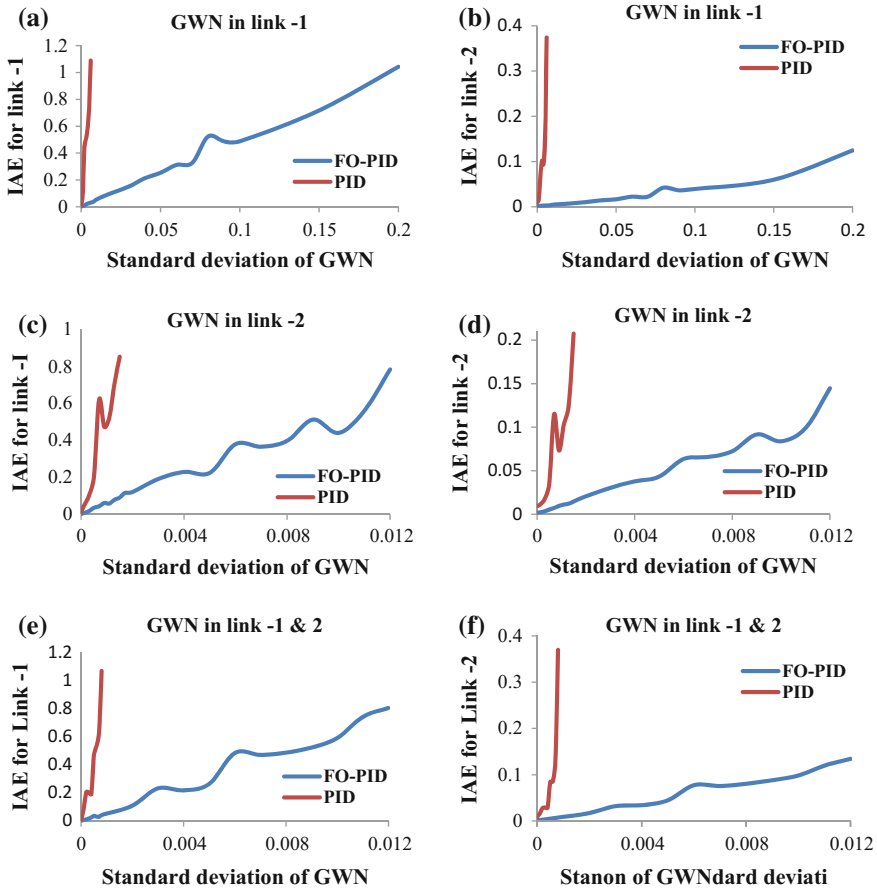 (a)
GWN in link -1
IAE for link -1
1.2
1
0.8
0.6
0.4
0.2
0
FO-PID
PID
0 0.05 0.1 0.15 0.2
Standard deviation of GWN
(b)
GWN in link -1
IAE for link -2
0.4
0.3
0.2
0.1
0
FO-PID
PID
0 0.05 0.1 0.15 0.2
Standard deviation of GWN
(c)
GWN in link -2
IAE for link -I
1
0.8
0.6
0.4
0.2
0
FO-PID
PID
0 0.004 0.008 0.012
Standard deviation of GWN
(d)
GWN in link -2
IAE for link -2
0.2
0.15
0.1
0.05
0
FO-PID
PID
0 0.004 0.008 0.012
Standard deviation of GWN
(e)
GWN in link -1 & 2
IAE for Link -1
1.2
1
0.8
0.6
0.4
0.2
0
FO-PID
PID
0 0.004 0.008 0.012
Standard deviation of GWN
(f)
GWN in link -1 & 2
IAE for Link -2
0.4
0.3
0.2
0.1
0
FO-PID
PID
0 0.004 0.008 0.012
Stanon of GWNdard deviati